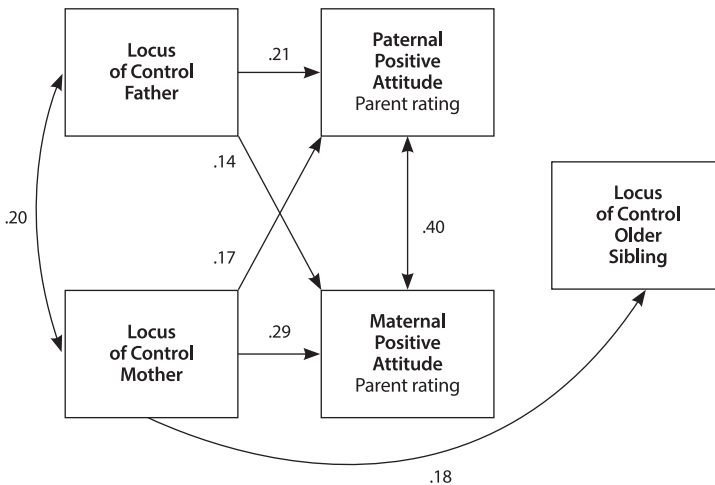 Locus
of Control
Father
.21
Paternal
Positive
Attitude
Parent rating
.14
.20
.17
.40
Locus
of Control
Older
Sibling
Locus
of Control
Mother
.29
Maternal
Positive
Attitude
Parent rating
.18